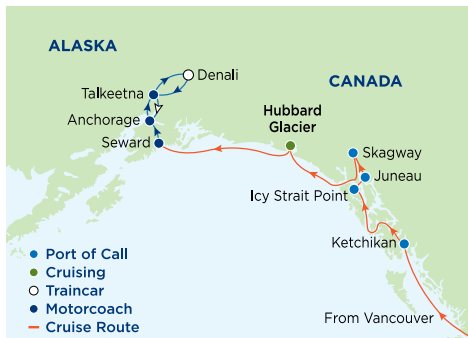 ALASKA
Denali
CANADA
Talkeetna
Hubbard
Glacier
Anchorage
Seward
Skagway
Juneau
Icy Strait Point
Ketchikan
Port of Call
Cruising
Traincar
Motorcoach
Cruise Route
From Vancouver